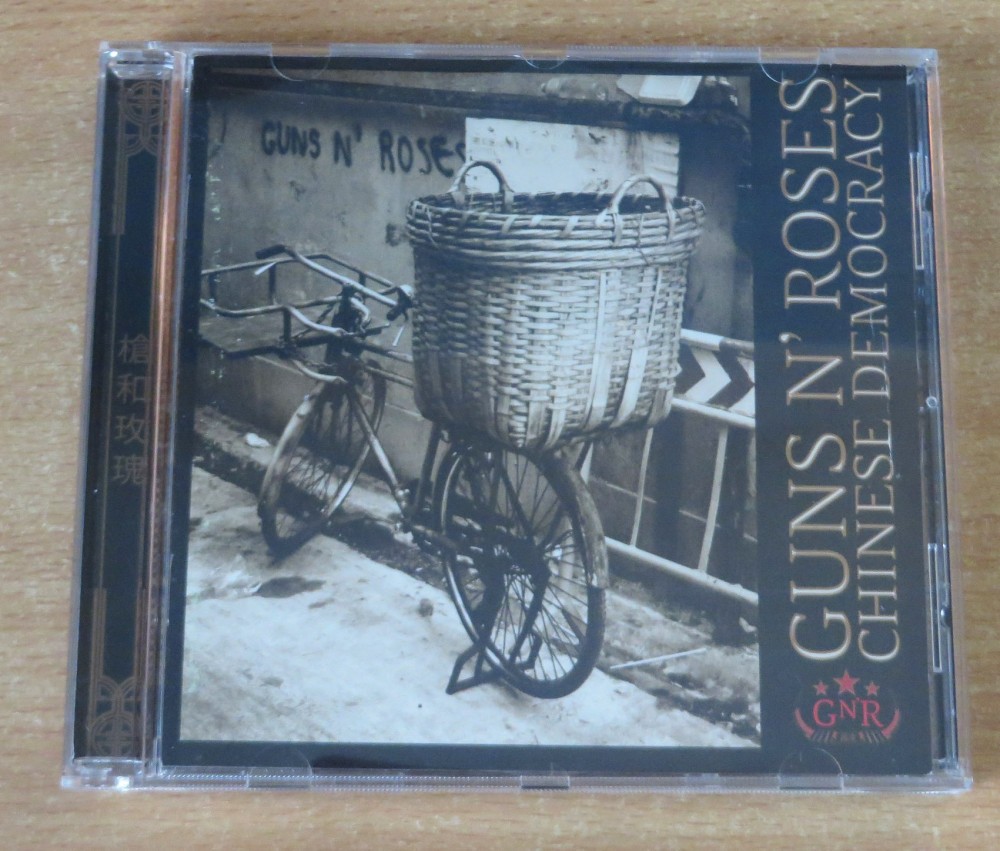 槍和玫瑰
GUNS N' ROSES
GUNS N' ROSES
CHINESE DEMOCRACY
GNR